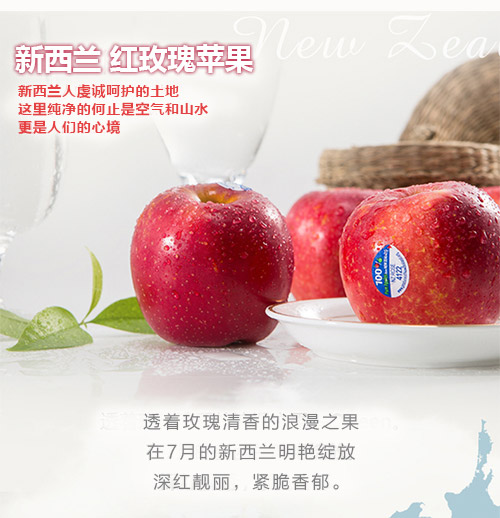 New Zea
新西兰 红玫瑰苹果
新西兰人虔诚呵护的土地
这里纯净的何止是空气和山水
更是人们的心境
100%
4122
透着玫瑰清香的浪漫之果
在7月的新西兰明艳绽放
深红靓丽，紧脆香郁。